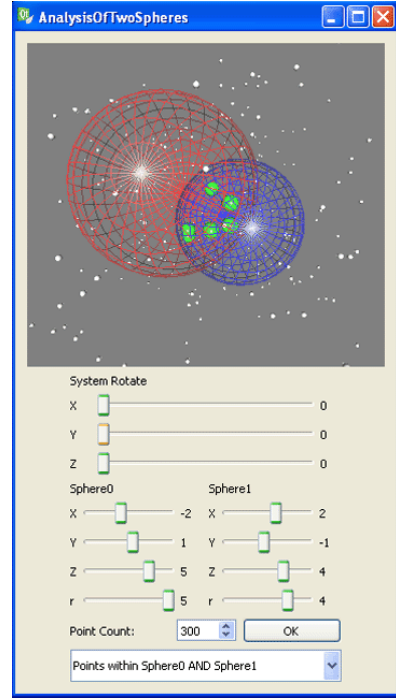 AnalysisOfTwoSpheres
System Rotate
X 0
Y 0
Z 0
Sphere0 Sphere1
X -2 X 2
Y 1 Y -1
Z 5 Z 4
r 5 r 4
Point Count: 300 OK
Points within Sphere0 AND Sphere1